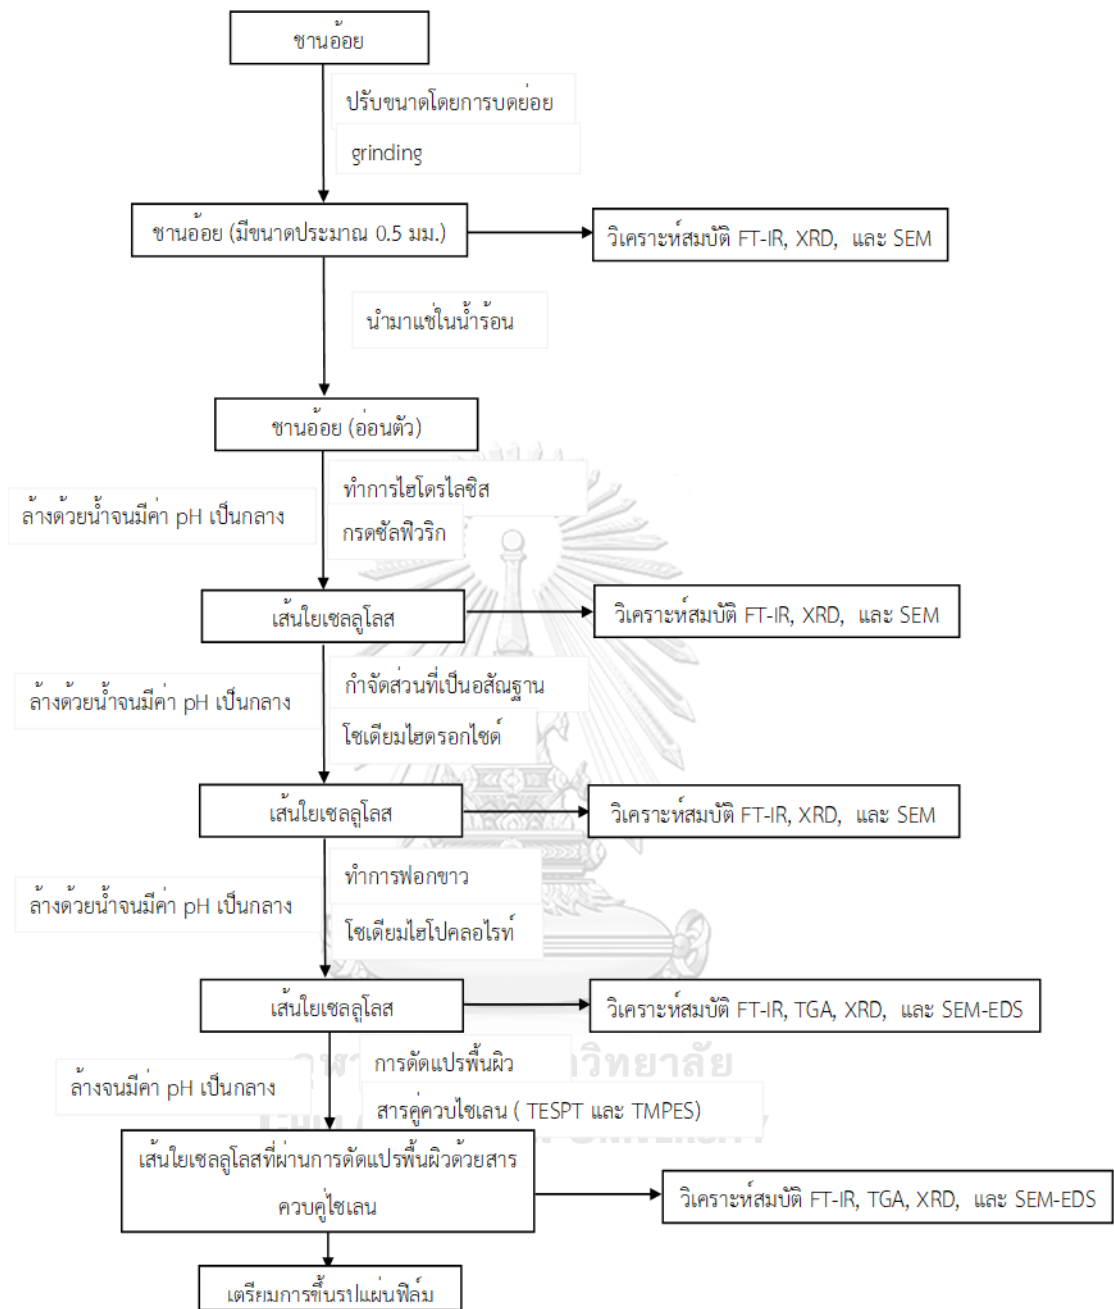 ชานอ้อย
ปรับขนาดโดยการบดย่อย
grinding
ชานอ้อย (มีขนาดประมาณ 0.5 มม.)
วิเคราะห์สมบัติ FT-IR, XRD, และ SEM
นำมาแช่ในน้ำร้อน
ชานอ้อย (อ่อนตัว)
ล้างด้วยน้ำจนมีค่า pH เป็นกลาง
ทำการไฮโดรไลซิส
กรดซัลฟิวริก
เส้นใยเซลลูโลส
วิเคราะห์สมบัติ FT-IR, XRD, และ SEM
ล้างด้วยน้ำจนมีค่า pH เป็นกลาง
กำจัดส่วนที่เป็นอสัณฐาน
โซเดียมไฮดรอกไซด์
เส้นใยเซลลูโลส
วิเคราะห์สมบัติ FT-IR, XRD, และ SEM
ล้างด้วยน้ำจนมีค่า pH เป็นกลาง
ทำการฟอกขาว
โซเดียมไฮโปคลอไรท์
เส้นใยเซลลูโลส
วิเคราะห์สมบัติ FT-IR, TGA, XRD, และ SEM-EDS
ล้างจนมีค่า pH เป็นกลาง
การดัดแปรพื้นผิว
สารคู่ควบไซเลน ( TESPT และ TMPES)
เส้นใยเซลลูโลสที่ผ่านการดัดแปรพื้นผิวด้วยสาร
ควบคู่ไซเลน
วิเคราะห์สมบัติ FT-IR, TGA, XRD, และ SEM-EDS
เตรียมการขึ้นรูปแผ่นฟิล์ม